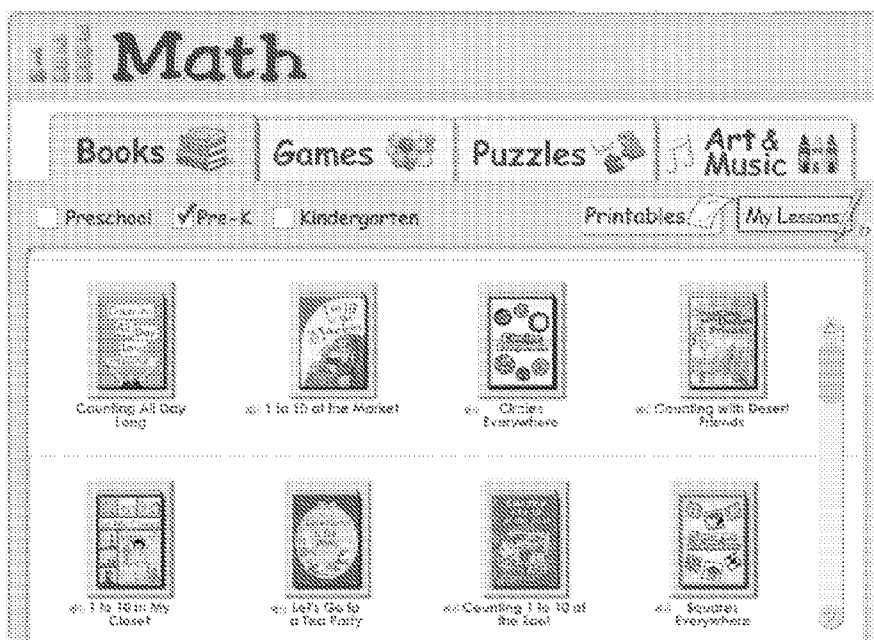 Math
Books
Games
Puzzles
Art &
Music
Preschool
Pre-K
Kindergarten
Printables
My Lessons
Counting All Day
Long
1 to 10 at the Market
Circles
Everywhere
Counting with Desert
Friends
1 to 10 in My
Closet
Let's Go to
a Tea Party
Counting 1 to 10 at
the
Squares
Everywhere